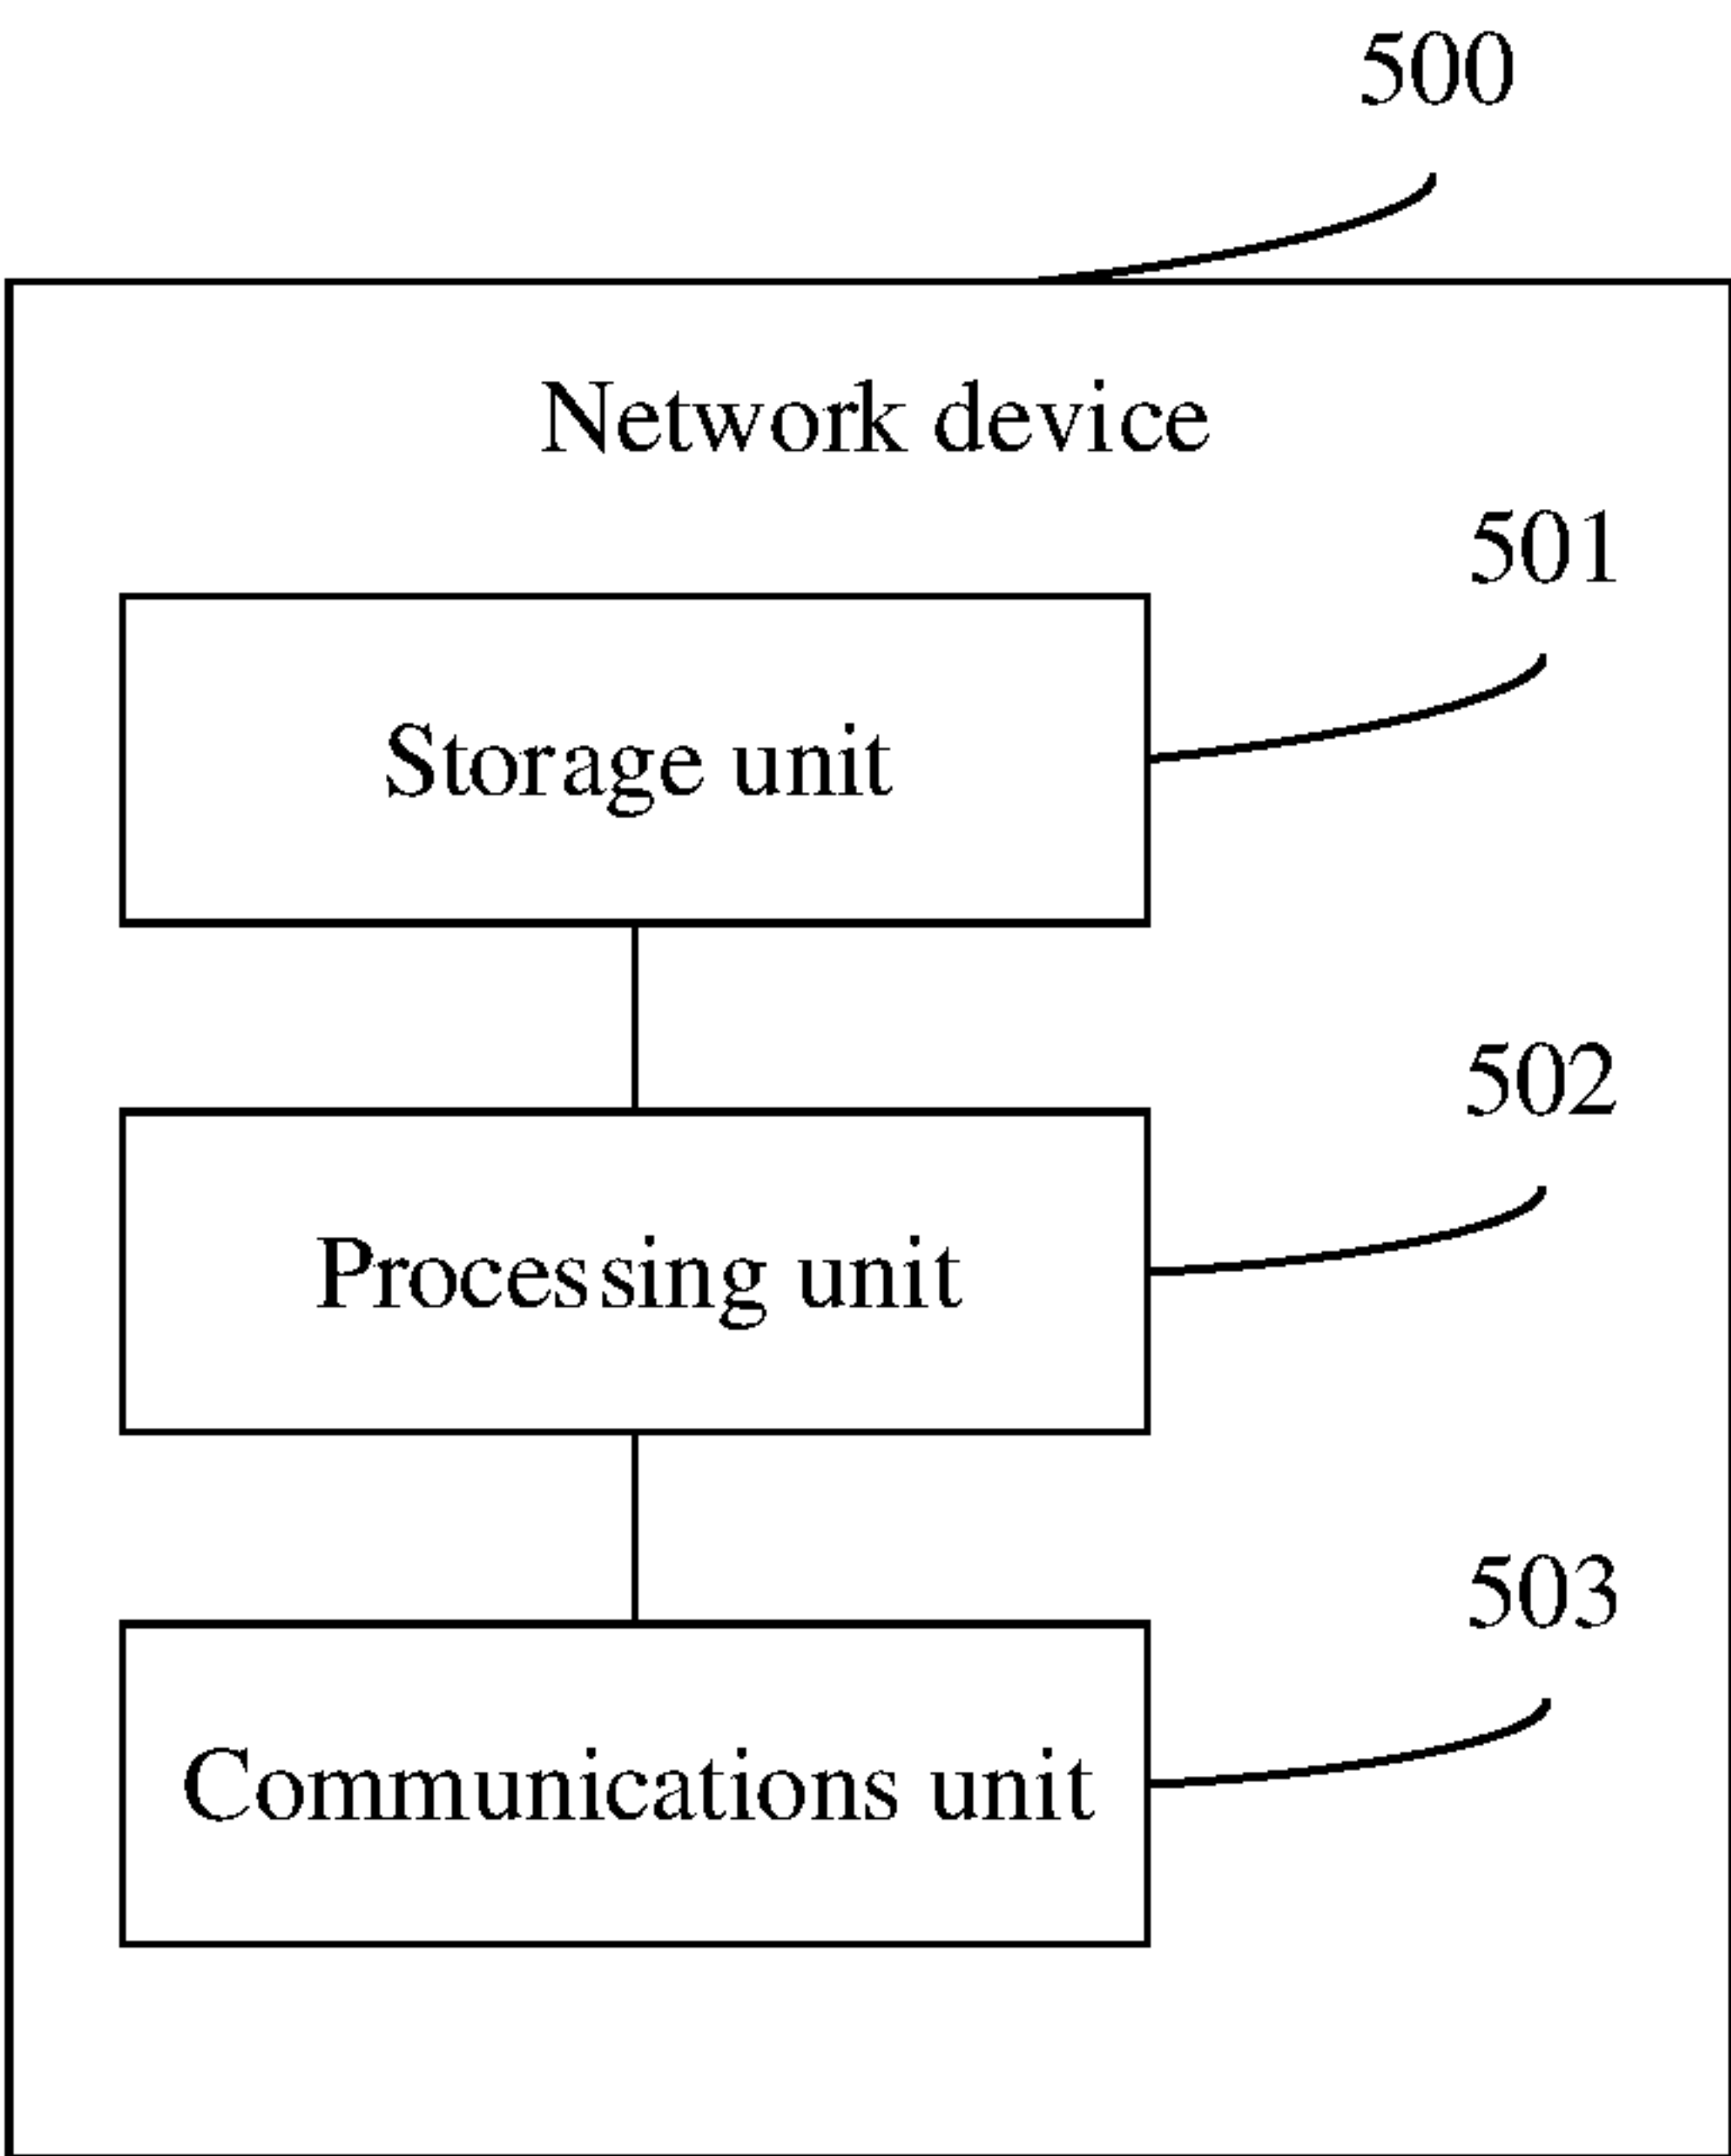 500
Network device
501
Storage unit
502
Processing unit
503
Communications unit